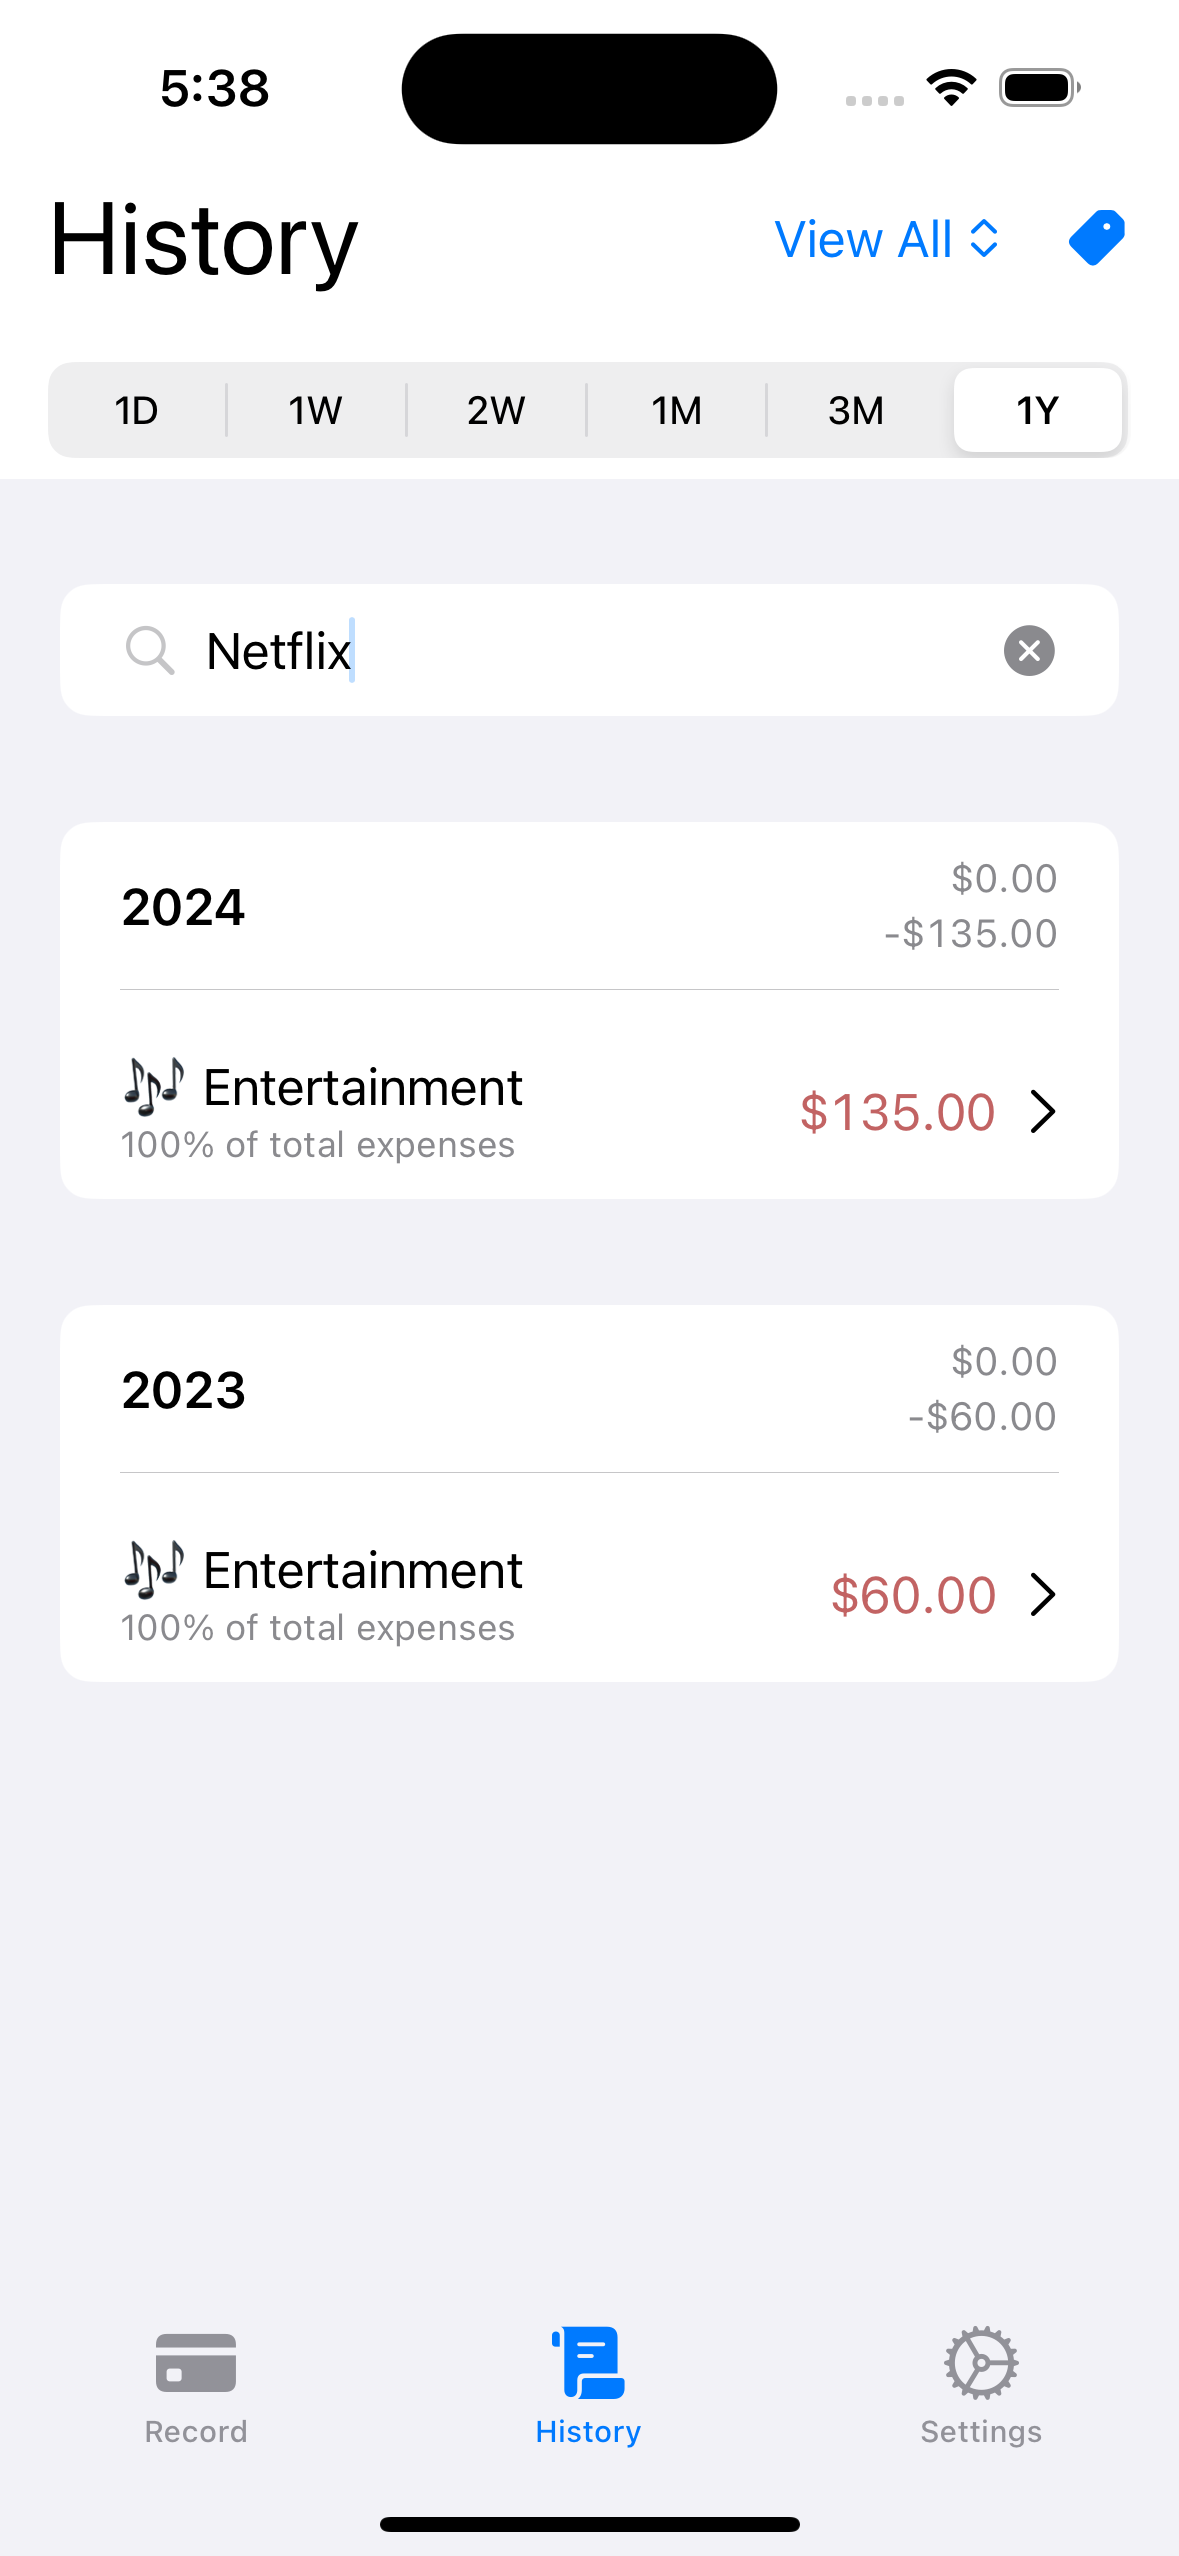 5:38
History
View All
1D 1W 2W 1M 3M 1Y
Netflix
2024
$0.00
-$135.00
🎶 Entertainment
100% of total expenses
$135.00
2023
$0.00
-$60.00
🎶 Entertainment
100% of total expenses
$60.00
Record History Settings